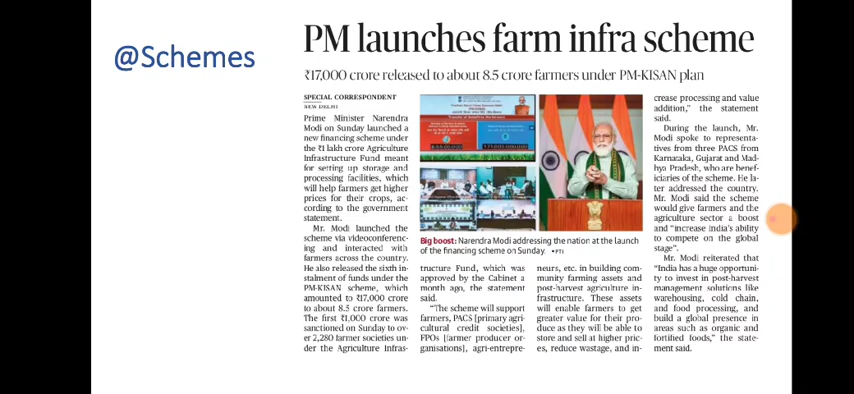 @Schemes
PM launches farm infra scheme
₹17,000 crore released to about 8.5 crore farmers under PM-KISAN plan
SPECIAL CORRESPONDENT
NEW DELHI
Prime Minister Narendra
Modi on Sunday launched a
new financing scheme under
the ₹1 lakh crore Agriculture
Infrastructure Fund meant
for setting up storage and
processing facilities, which
will help farmers get higher
prices for their crops, ac-
cording to the government
statement.
Mr. Modi launched the
scheme via videoconferenc-
ing and interacted with
farmers across the country.
He also released the sixth in-
stalment of funds under the
PM-KISAN scheme, which
amounted to ₹17,000 crore
to about 8.5 crore farmers.
The first ₹1,000 crore was
sanctioned on Sunday to ov-
er 2,280 farmer societies un-
der the Agriculture Infras-
Big boost: Narendra Modi addressing the nation at the launch
of the financing scheme on Sunday. •PTI
tructure Fund, which was
approved by the Cabinet a
month ago, the statement
said.
"The scheme will support
farmers, PACS [primary agri-
cultural credit societies],
FPOs [farmer producer or-
ganisations], agri-entrepre-
neurs, etc. in building com-
munity farming assets and
post-harvest agriculture in-
frastructure. These assets
will enable farmers to get
greater value for their pro-
duce as they will be able to
store and sell at higher pric-
es, reduce wastage, and in-
crease processing and value
addition," the statement
said.
During the launch, Mr.
Modi spoke to representa-
tives from three PACS from
Karnataka, Gujarat and Mad-
hya Pradesh, who are benef-
iciaries of the scheme. He la-
ter addressed the country.
Mr. Modi said the scheme
would give farmers and the
agriculture sector a boost
and "increase India's ability
to compete on the global
stage".
Mr. Modi reiterated that
"India has a huge opportuni-
ty to invest in post-harvest
management solutions like
warehousing, cold chain,
and food processing, and
build a global presence in
areas such as organic and
fortified foods," the state-
ment said.